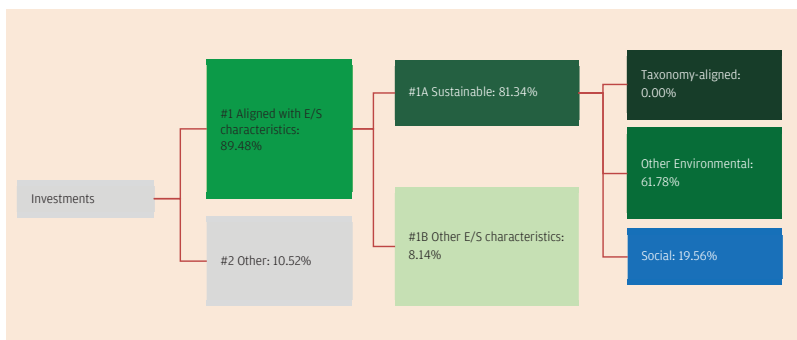 Investments
#1 Aligned with E/S
characteristics:
89.48%
#2 Other: 10.52%
#1A Sustainable: 81.34%
#1B Other E/S characteristics:
8.14%
Taxonomy-aligned:
0.00%
Other Environmental:
61.78%
Social: 19.56%